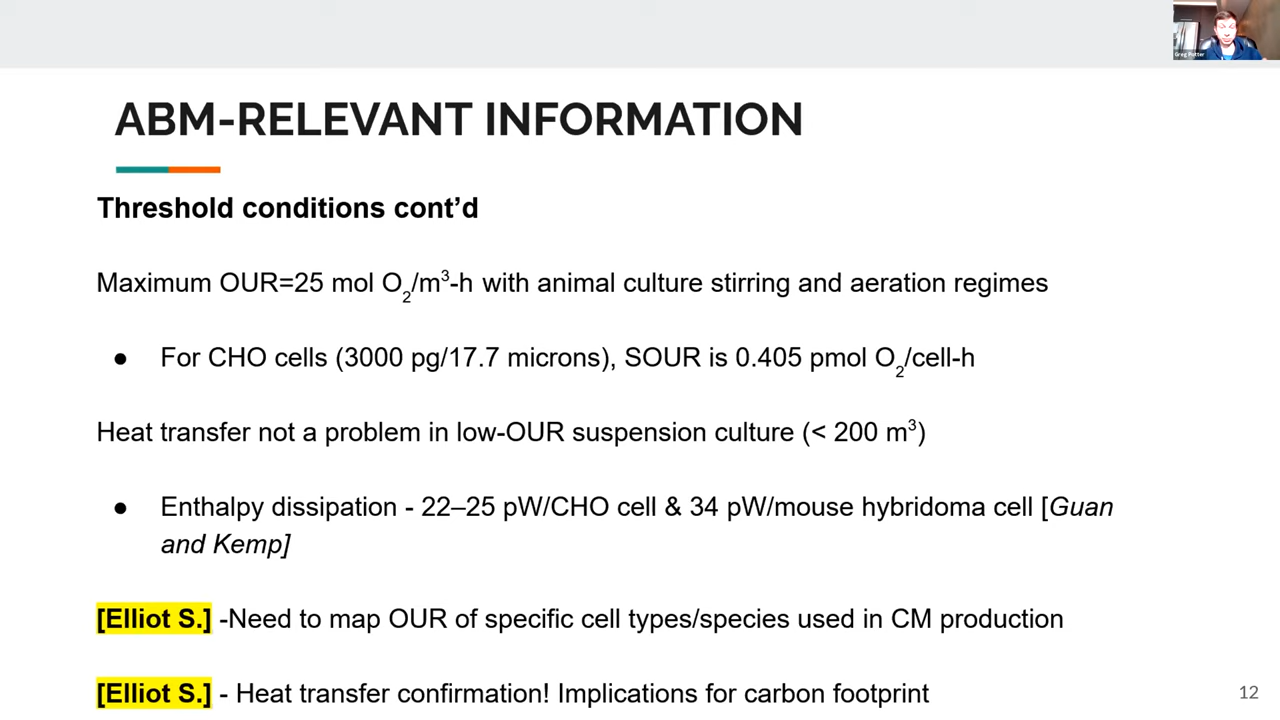 Greg Potter
ABM-RELEVANT INFORMATION
Threshold conditions cont’d
Maximum OUR=25 mol O₂/m³-h with animal culture stirring and aeration regimes
● For CHO cells (3000 pg/17.7 microns), SOUR is 0.405 pmol O₂/cell-h
Heat transfer not a problem in low-OUR suspension culture (< 200 m³)
● Enthalpy dissipation - 22–25 pW/CHO cell & 34 pW/mouse hybridoma cell [Guan
and Kemp]
[Elliot S.] -Need to map OUR of specific cell types/species used in CM production
[Elliot S.] - Heat transfer confirmation! Implications for carbon footprint
12